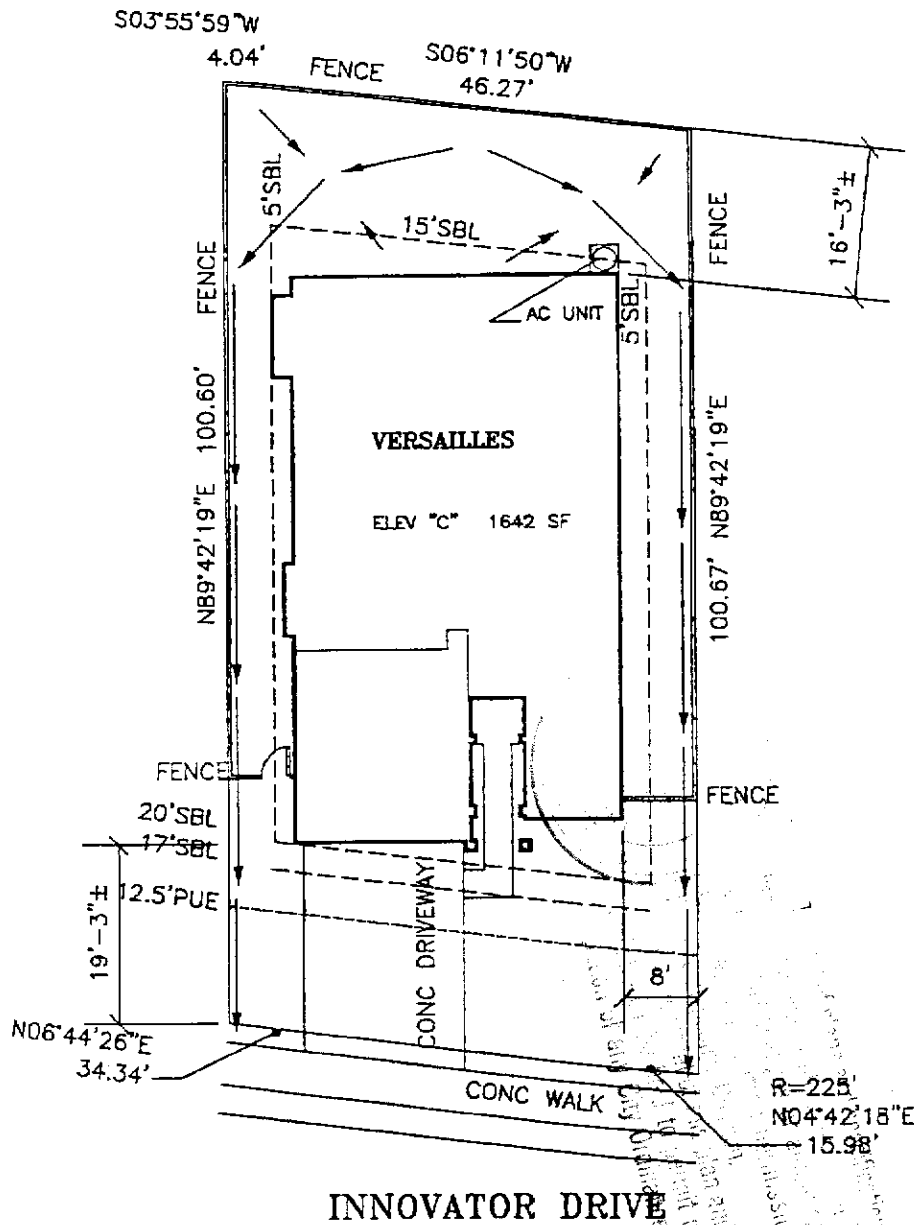 S03°55'59"W
4.04'
FENCE
S06°11'50"W
46.27'
5'SBL
15'SBL
16'-3"±
FENCE
FENCE
AC UNIT
5'SBL
N89°42'19"E 100.60'
VERSAILLES
ELEV "C" 1642 SF
100.67' N89°42'19"E
FENCE
FENCE
20'SBL
17'SBL
12.5'PUE
19'-3"±
CONC DRIVEWAY
8'
N06°44'26"E
34.34'
CONC WALK
R=225'
N04°42'18"E
15.98'
INNOVATOR DRIVE